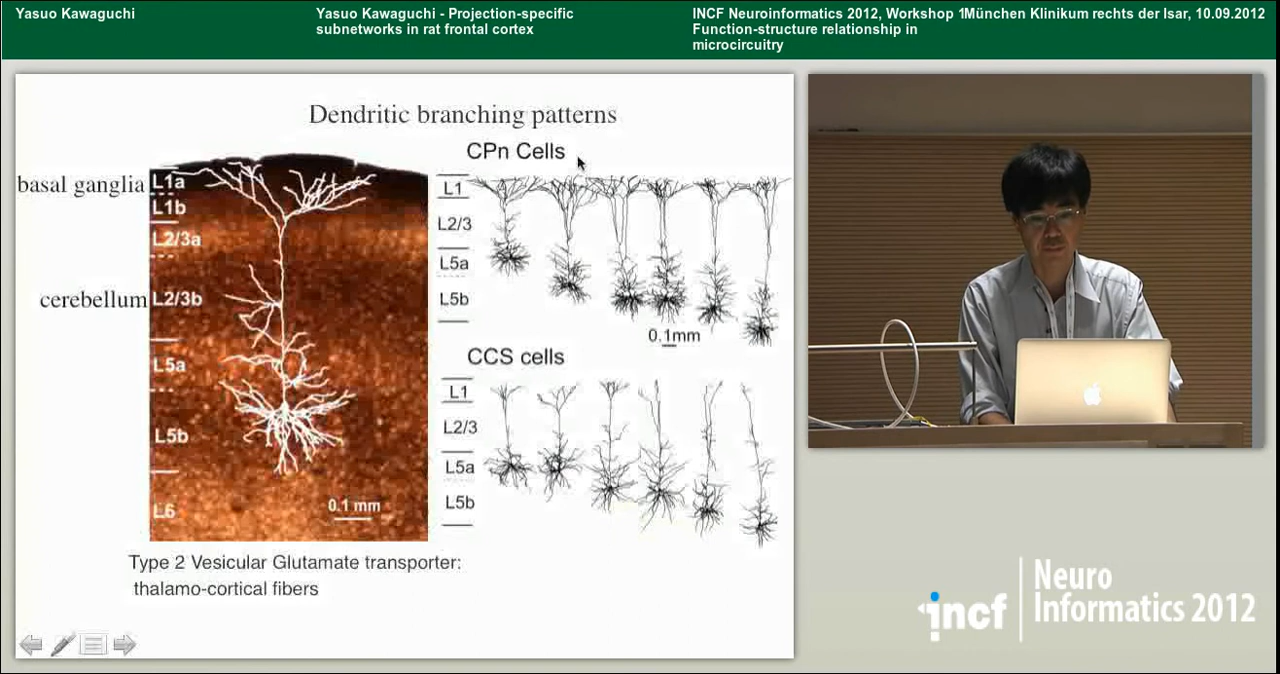 Yasuo Kawaguchi
Yasuo Kawaguchi - Projection-specific
subnetworks in rat frontal cortex
INCF Neuroinformatics 2012, Workshop 1München Klinikum rechts der Isar, 10.09.2012
Function-structure relationship in
microcircuitry
Dendritic branching patterns
basal ganglia
cerebellum
L1a
L1b
L2/3a
L2/3b
L5a
L5b
L6
0.1 mm
Type 2 Vesicular Glutamate transporter:
thalamo-cortical fibers
CPn Cells
L1
L2/3
L5a
L5b
0.1mm
CCS cells
L1
L2/3
L5a
L5b
incf
Neuro
Informatics 2012